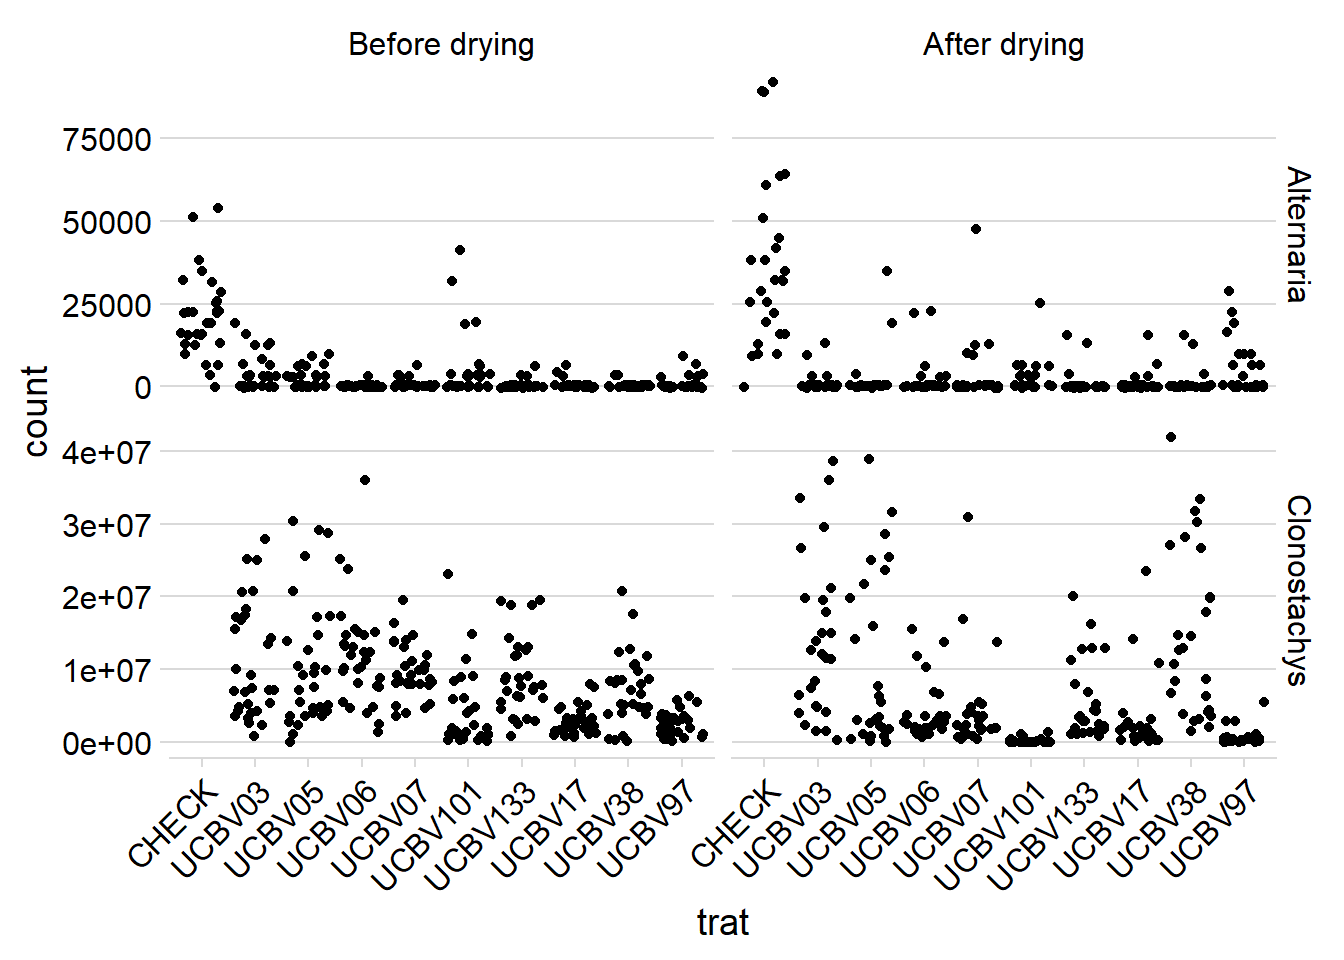 Before drying
After drying
75000
50000
25000
0
Alternaria
count
4e+07
3e+07
2e+07
1e+07
0e+00
Clonostachys
CHECK
UCBV03
UCBV05
UCBV06
UCBV07
UCBV101
UCBV133
UCBV17
UCBV38
UCBV97
CHECK
UCBV03
UCBV05
UCBV06
UCBV07
UCBV101
UCBV133
UCBV17
UCBV38
UCBV97
trat